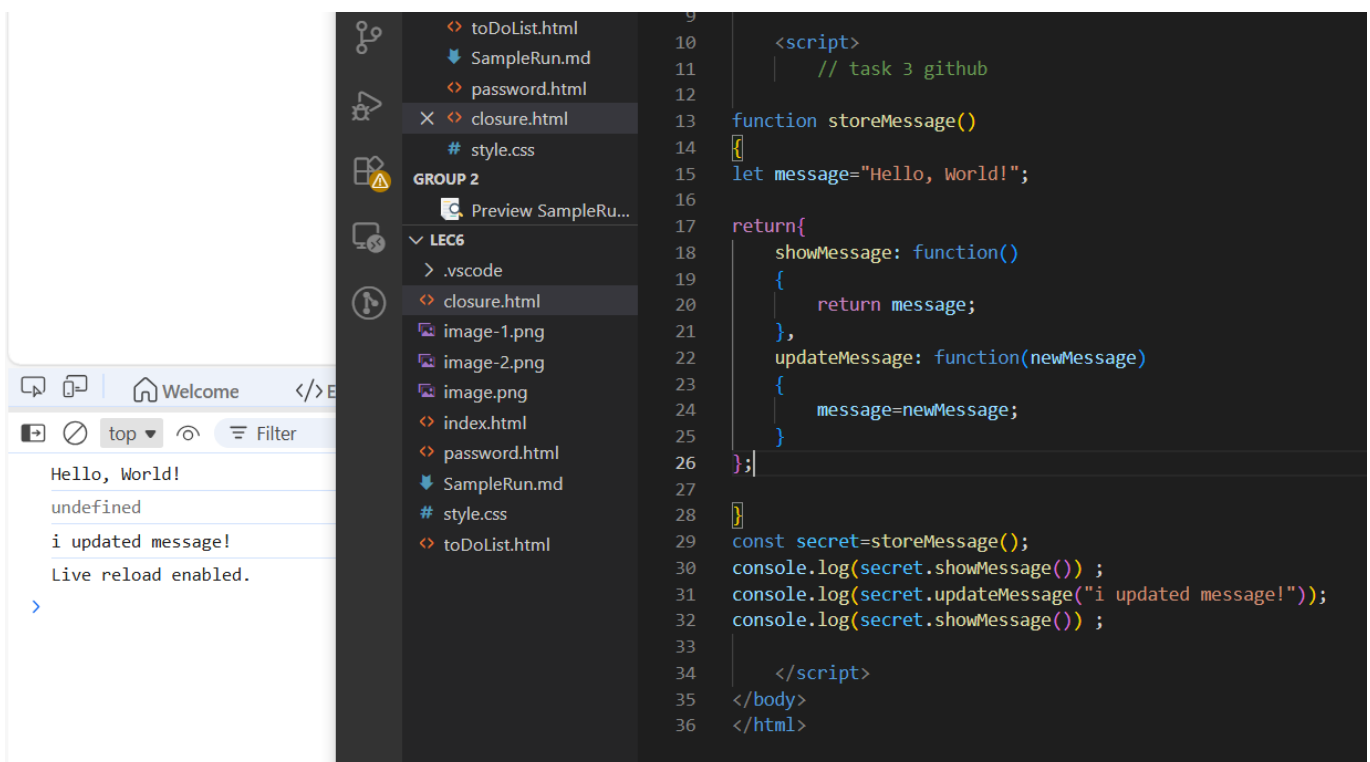 Welcome
</> E
top
Filter
Hello, World!
undefined
i updated message!
Live reload enabled.
>
toDoList.html
SampleRun.md
password.html
closure.html
# style.css
GROUP 2
Preview SampleRu...
LEC6
.vscode
closure.html
image-1.png
image-2.png
image.png
index.html
password.html
SampleRun.md
# style.css
toDoList.html
9
10 <script>
11 // task 3 github
12
13 function storeMessage()
14 {
15 let message="Hello, World!";
16
17 return{
18 showMessage: function()
19 {
20 return message;
21 },
22 updateMessage: function(newMessage)
23 {
24 message=newMessage;
25 }
26 };
27
28 }
29 const secret=storeMessage();
30 console.log(secret.showMessage()) ;
31 console.log(secret.updateMessage("i updated message!"));
32 console.log(secret.showMessage()) ;
33
34 </script>
35 </body>
36 </html>